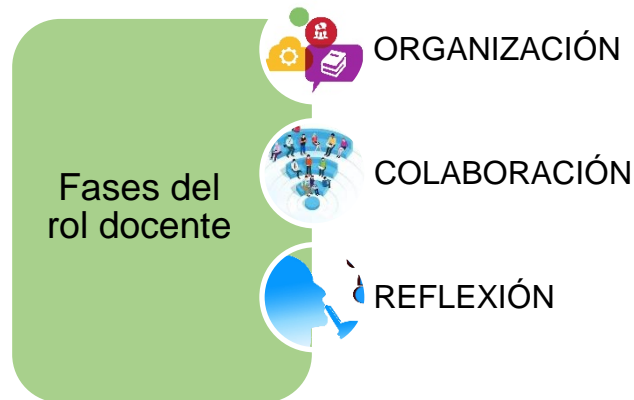 Fases del
rol docente
ORGANIZACIÓN
COLABORACIÓN
REFLEXIÓN